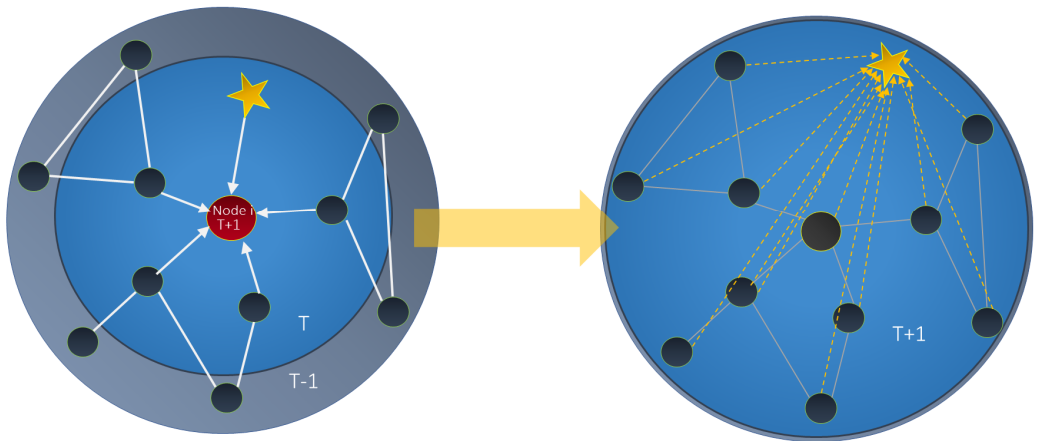 Node i
T+1
T
T-1
T+1